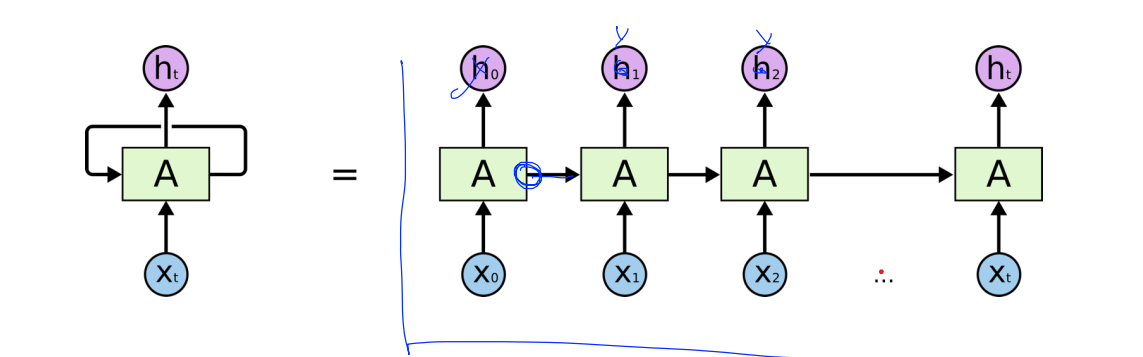 ht h0 h1 h2 ht
y y
A = A A A A
xt x0 x1 x2 ... xt